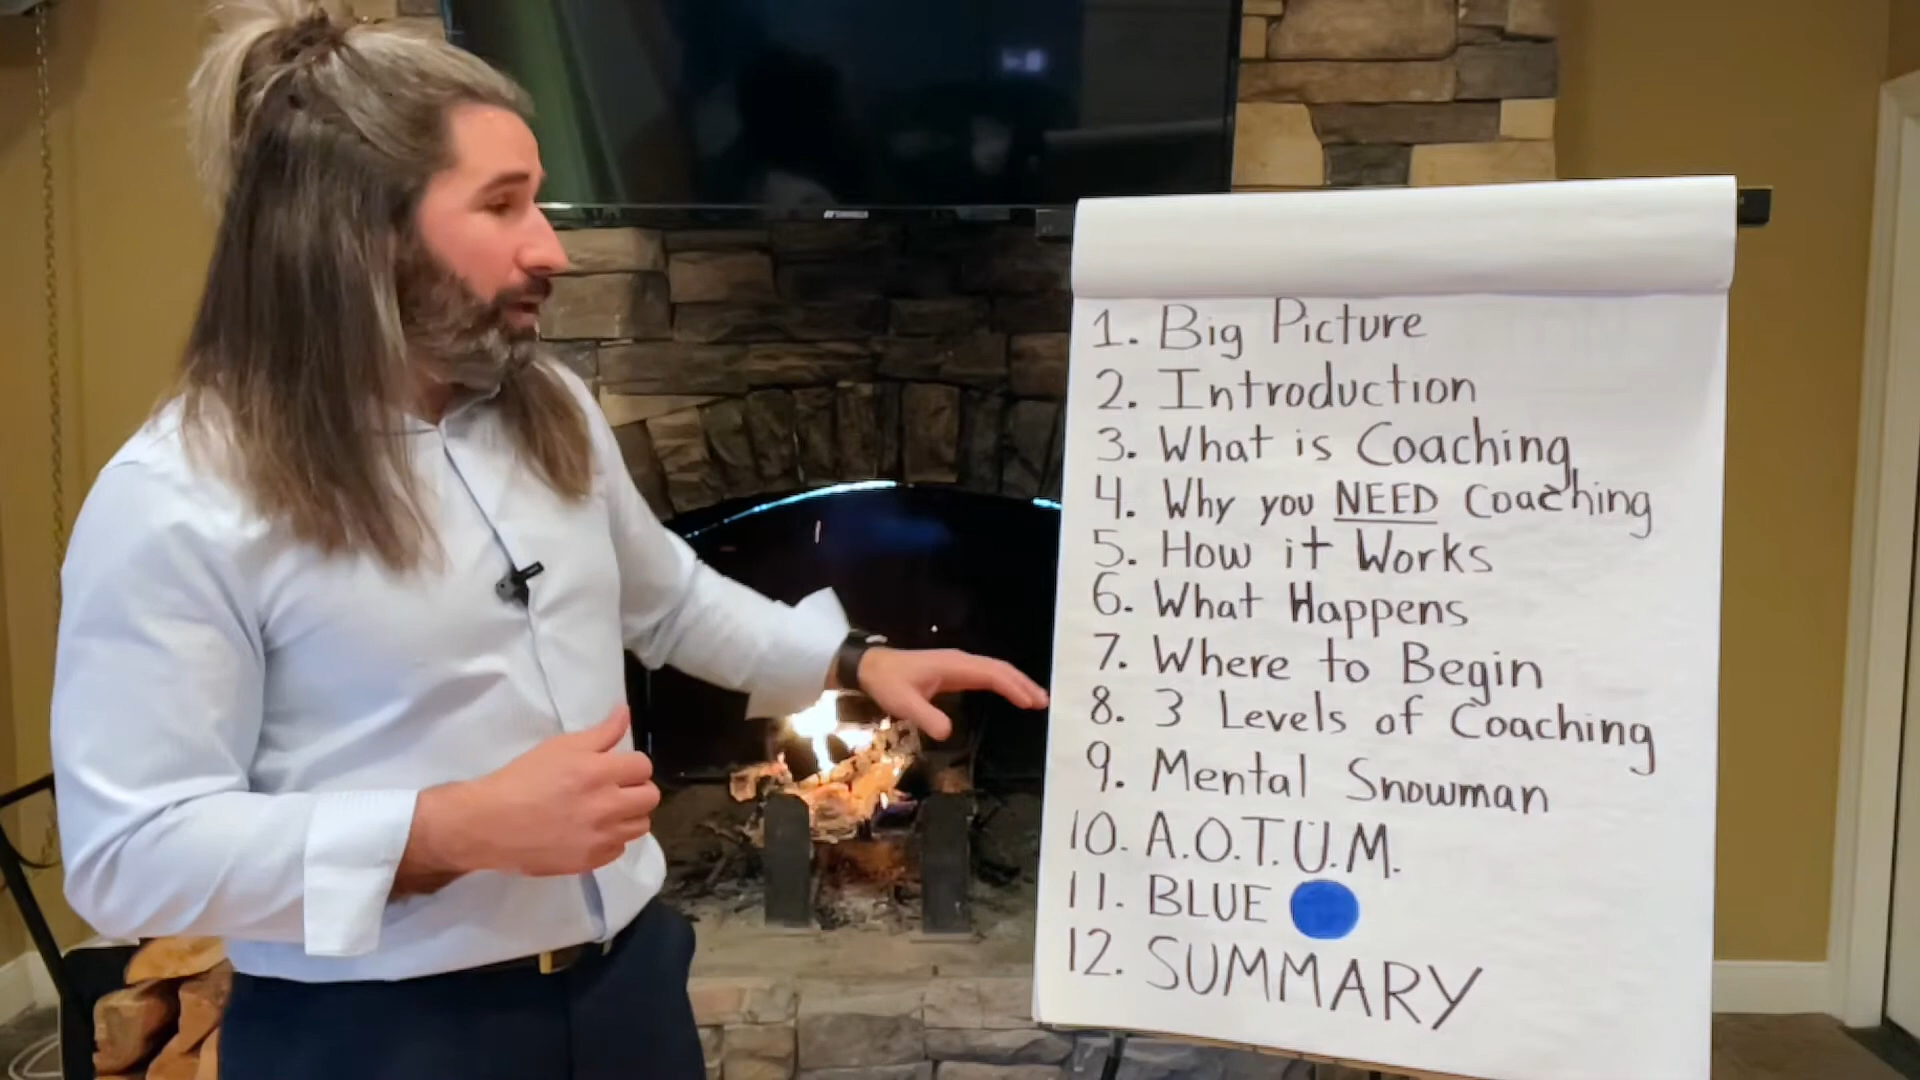 1. Big Picture
2. Introduction
3. What is Coaching
4. Why you NEED Coaching
5. How it Works
6. What Happens
7. Where to Begin
8. 3 Levels of Coaching
9. Mental Snowman
10. A.O.T.U.M.
11. BLUE
12. SUMMARY